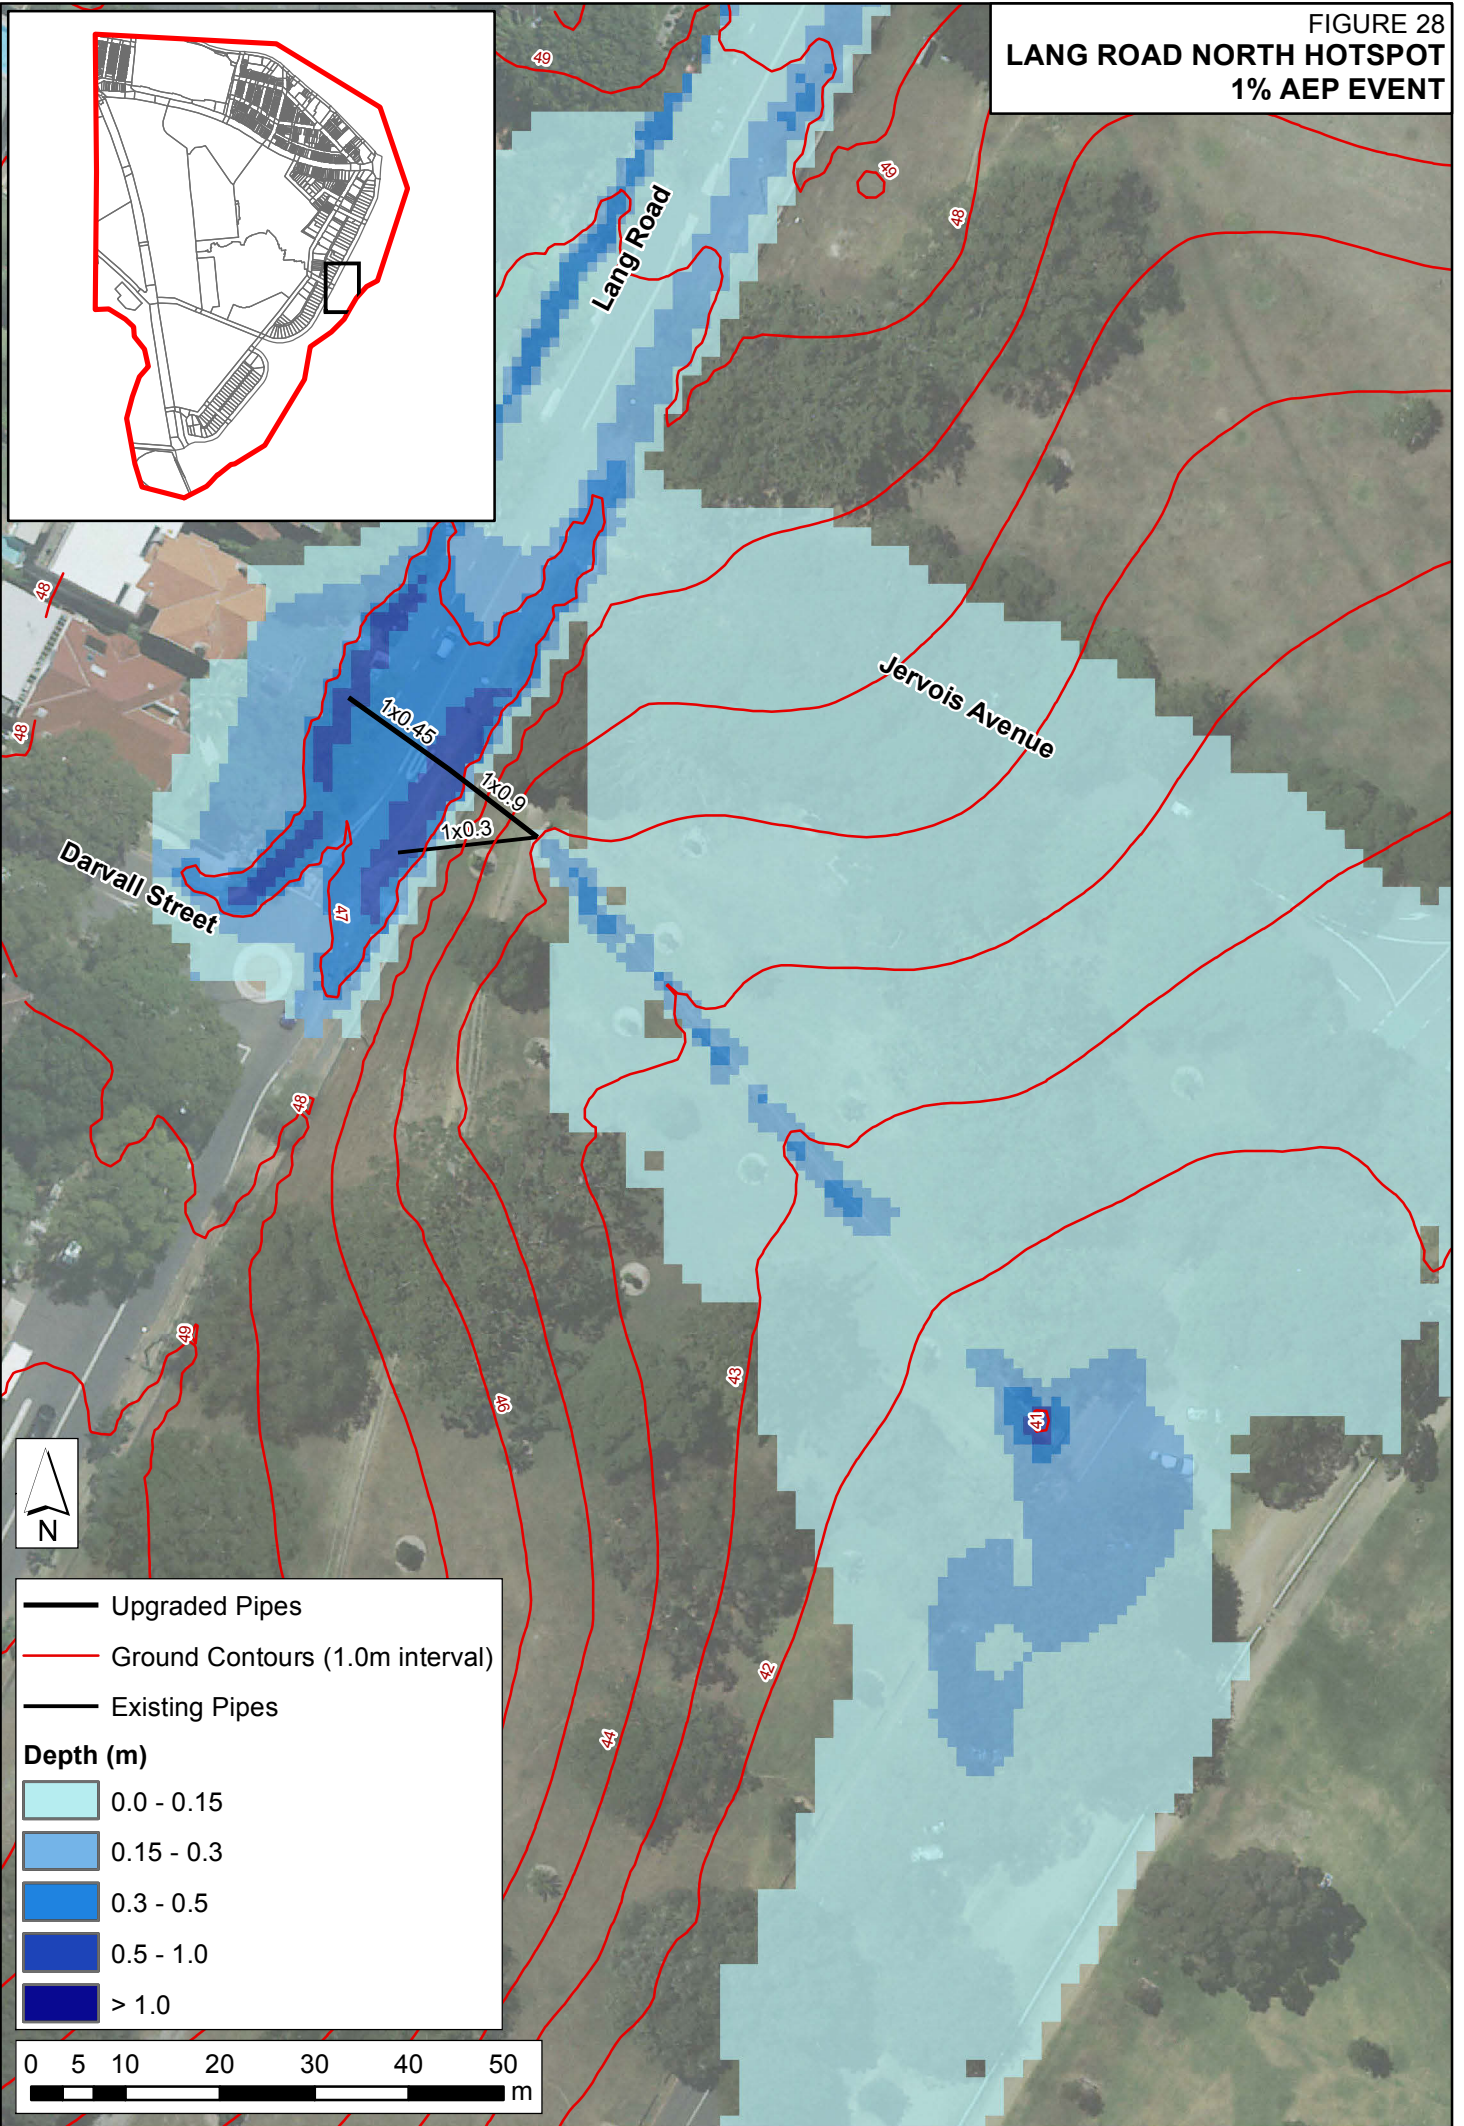 FIGURE 28
LANG ROAD NORTH HOTSPOT
1% AEP EVENT
49
49
48
Lang Road
48
48
Jervois Avenue
1x0.45
1x0.9
1x0.3
Darvall Street
47
48
49
43
46
41
42
44
N
Upgraded Pipes
Ground Contours (1.0m interval)
Existing Pipes
Depth (m)
0.0 - 0.15
0.15 - 0.3
0.3 - 0.5
0.5 - 1.0
> 1.0
0 5 10 20 30 40 50
m